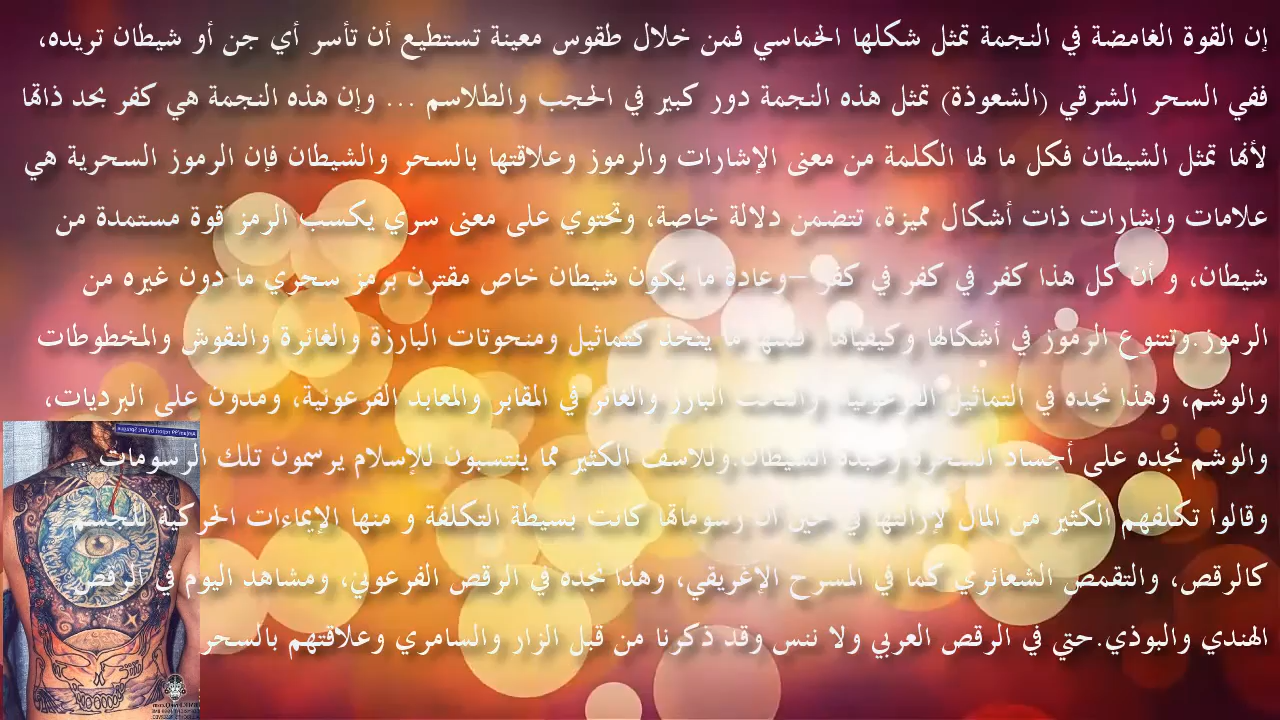 إن القوة الغامضة في النجمة تمثل شكلها الخماسي فمن خلال طقوس معينة تستطيع أن تأسر أي جن أو شيطان تريده،
ففي السحر الشرقي (الشعوذة) تمثل هذه النجمة دور كبير في الحجب والطلاسم ... وإن هذه النجمة هي كفر بحد ذاتها
لأنها تمثل الشيطان فكل ما لها الكلمة من معنى الإشارات والرموز وعلاقتها بالسحر والشيطان فإن الرموز السحرية هي
علامات وإشارات ذات أشكال مميزة، تتضمن دلالة خاصة، وتحتوي على معنى سري يكسب الرمز قوة مستمدة من
شيطان، و أن كل هذا كفر في كفر في كفر -وعادة ما يكون شيطان خاص مقترن برمز سحري ما دون غيره من
الرموز.وتتنوع الرموز في أشكالها وكيفياتها فمنها ما يتخذ كتماثيل ومنحوتات البارزة والغائرة والنقوش والمخطوطات
والوشم، وهذا نجده في التماثيل الفرعونية والنحت البارز والغائر في المقابر والمعابد الفرعونية، ومدون على البرديات،
والوشم نجده على أجساد السحرة وعبدة الشيطان.وللاسف الكثير مما ينتسبون للإسلام يرسمون تلك الرسومات ...
وقالوا تكلفهم الكثير من المال لإزالتها في حين أن رسوماتها كانت بسيطة التكلفة و منها الإيماءات الحركية للجسم
كالرقص، والتقمص الشعائري كما في المسرح الإغريقي، وهذا نجده في الرقص الفرعوني، ومشاهد اليوم في الرقص
الهندي والبوذي.حتي في الرقص العربي ولا ننس وقد ذكرنا من قبل الزار والسامري وعلاقتهم بالسحر